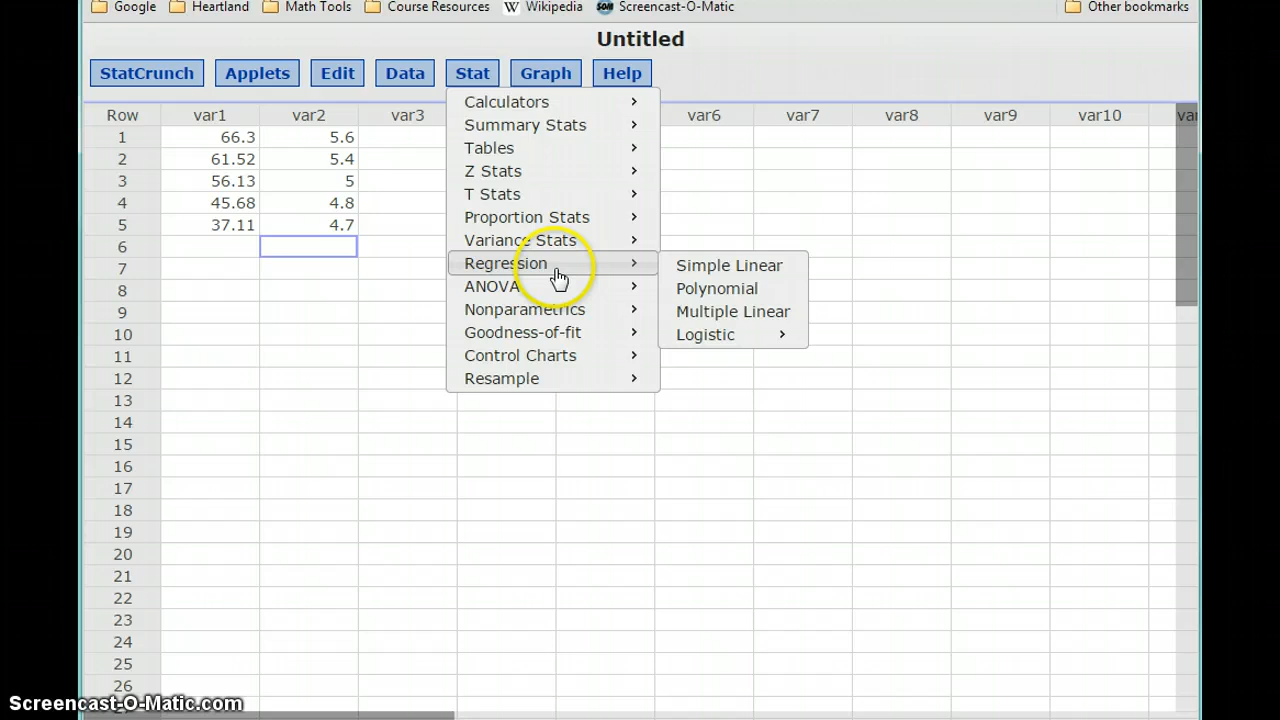 Google Heartland Math Tools Course Resources W Wikipedia SOM Screencast-O-Matic Other bookmarks
Untitled
StatCrunch Applets Edit Data Stat Graph Help
Row var1 var2 var3 var6 var7 var8 var9 var10 va
1 66.3 5.6
2 61.52 5.4
3 56.13 5
4 45.68 4.8
5 37.11 4.7
6
7
8
9
10
11
12
13
14
15
16
17
18
19
20
21
22
23
24
25
26
Calculators
Summary Stats
Tables
Z Stats
T Stats
Proportion Stats
Variance Stats
Regression
ANOVA
Nonparametrics
Goodness-of-fit
Control Charts
Resample
Simple Linear
Polynomial
Multiple Linear
Logistic
Screencast-O-Matic.com